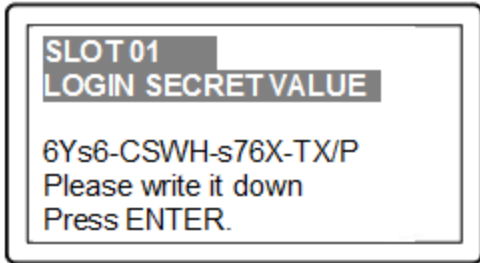 SLOT 01
LOGIN SECRET VALUE
6Ys6-CSWH-s76X-TX/P
Please write it down
Press ENTER.